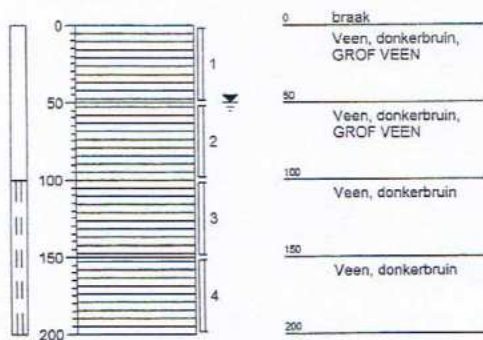 0
50
100
150
200
1
2
3
4
0 braak
Veen, donkerbruin,
GROF VEEN
50
Veen, donkerbruin,
GROF VEEN
100
Veen, donkerbruin
150
Veen, donkerbruin
200